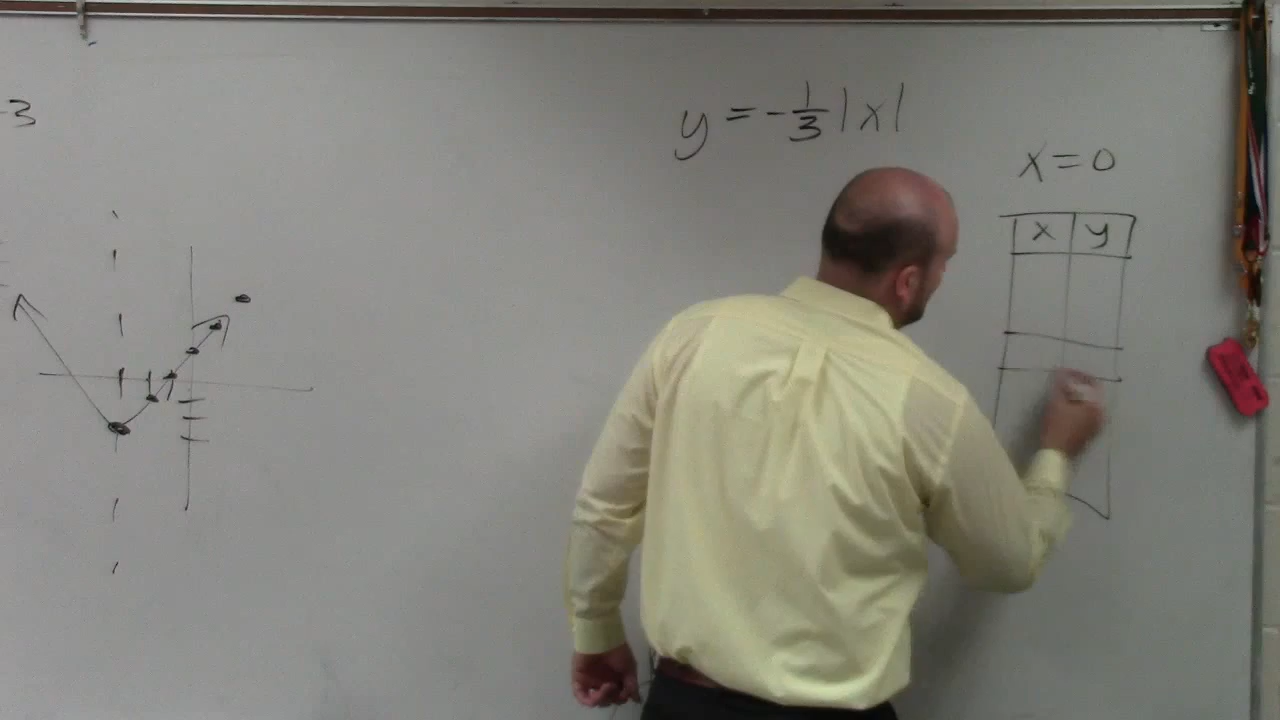 -3
y = -1/3 |x|
x = 0
x y